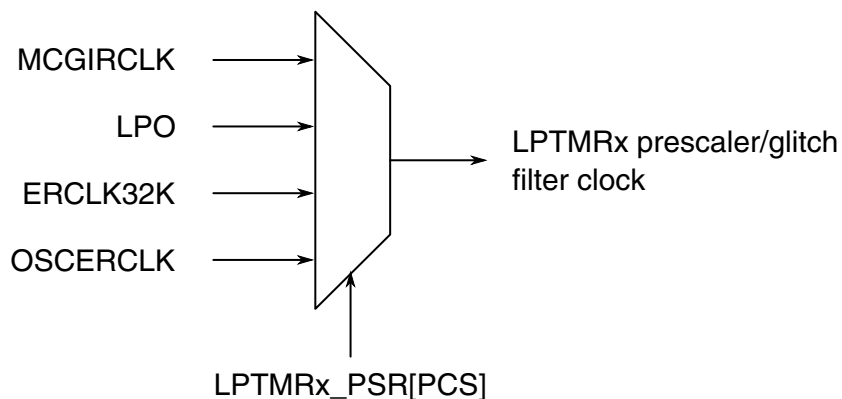 MCGIRCLK
LPO
ERCLK32K
OSCERCLK
LPTMRx prescaler/glitch
filter clock
LPTMRx_PSR[PCS]